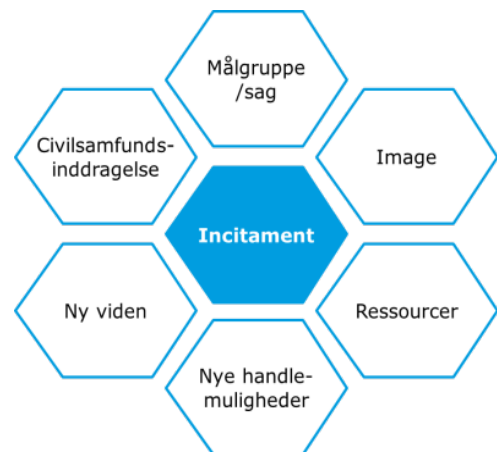 Målgruppe
/sag
Civilsamfunds-
inddragelse
Image
Incitament
Ny viden
Ressourcer
Nye handle-
muligheder